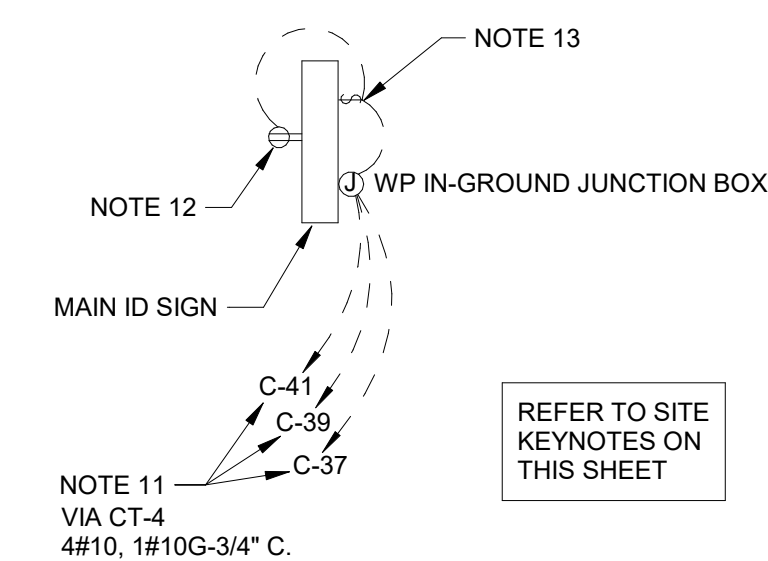 NOTE 13
J WP IN-GROUND JUNCTION BOX
NOTE 12
MAIN ID SIGN
C-41
C-39
C-37
NOTE 11
VIA CT-4
4#10, 1#10G-3/4" C.
REFER TO SITE
KEYNOTES ON
THIS SHEET